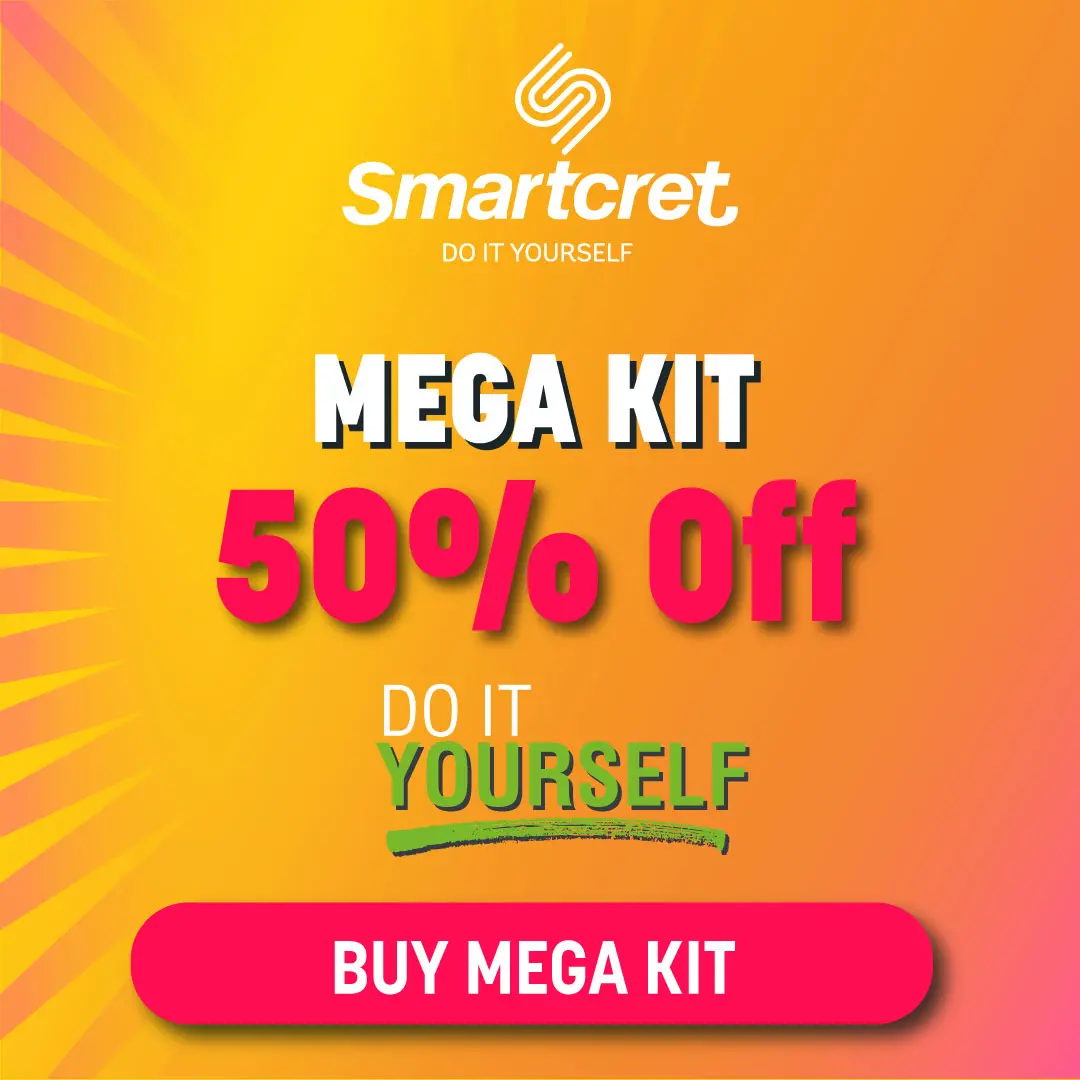 Smartcret
DO IT YOURSELF
MEGA KIT
50% Off
DO IT
YOURSELF
BUY MEGA KIT